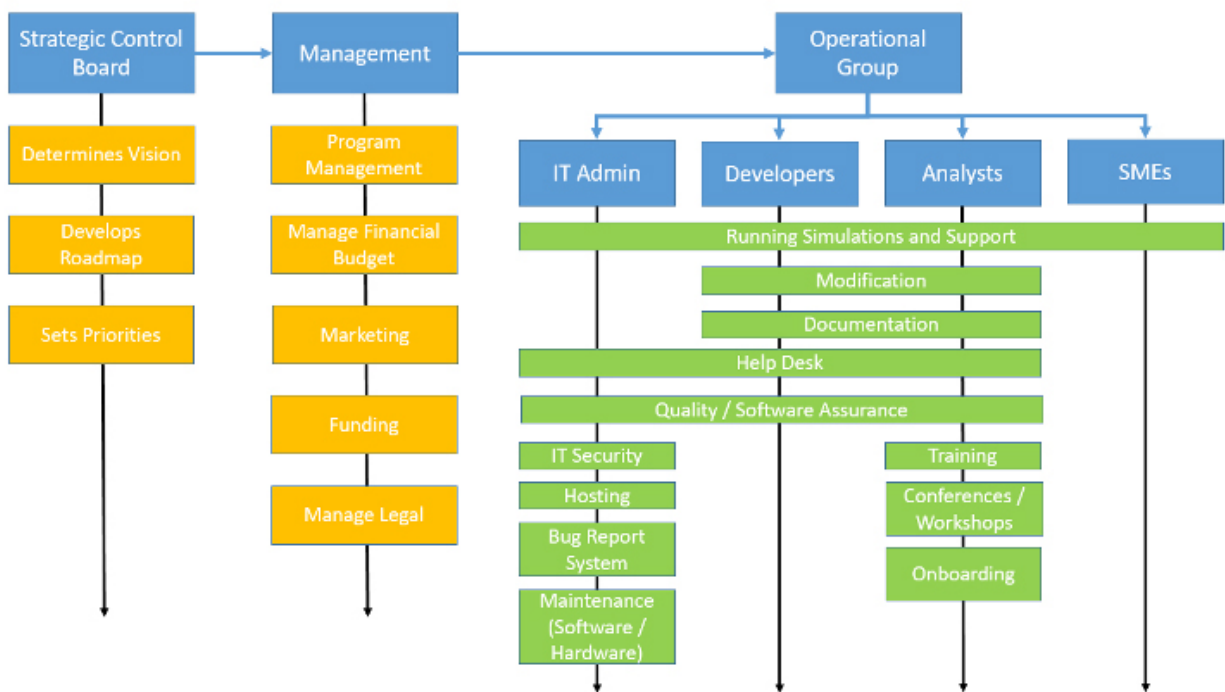 Strategic Control
Board
Management
Operational
Group
Determines Vision
Develops
Roadmap
Sets Priorities
Program
Management
Manage Financial
Budget
Marketing
Funding
Manage Legal
IT Admin
Developers
Analysts
SMEs
Running Simulations and Support
Modification
Documentation
Help Desk
Quality / Software Assurance
IT Security
Hosting
Bug Report
System
Maintenance
(Software /
Hardware)
Training
Conferences /
Workshops
Onboarding